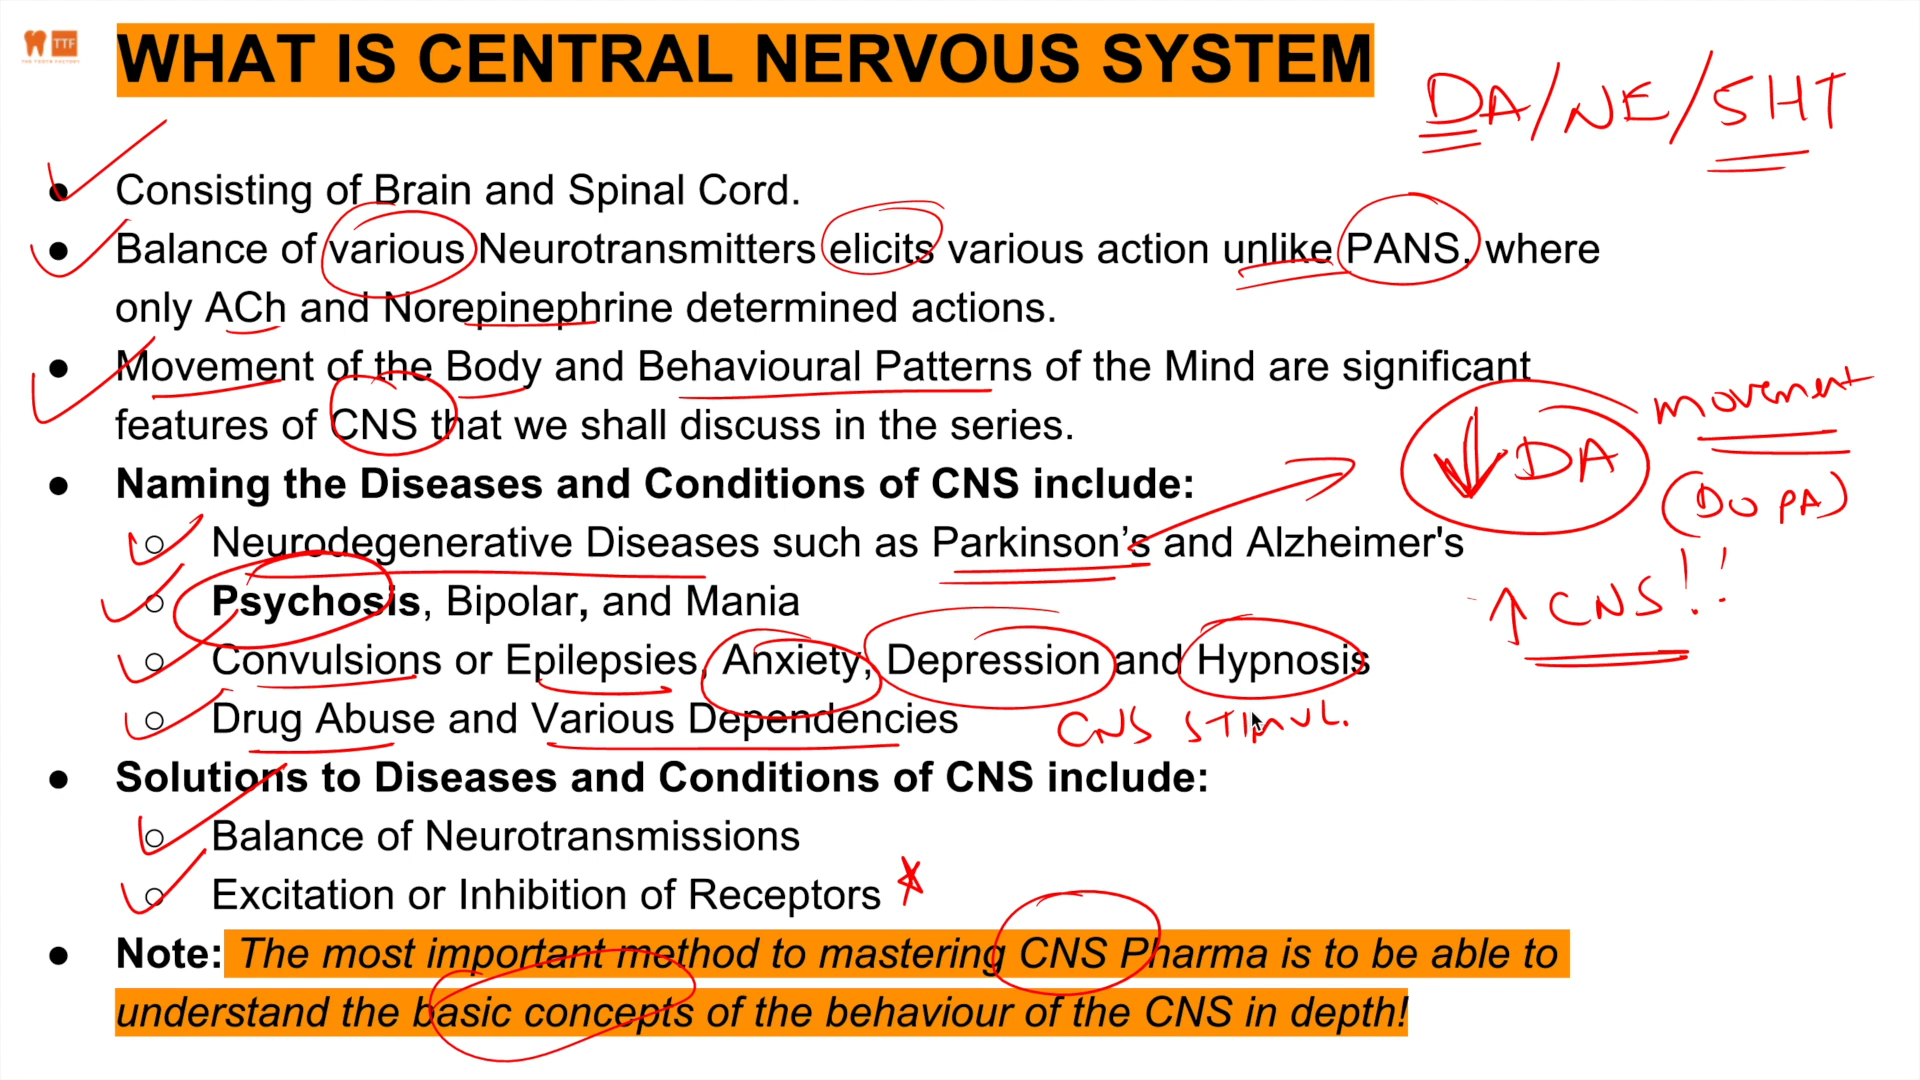 TTF
THE TOOTH FACTORY
WHAT IS CENTRAL NERVOUS SYSTEM
DA/NE/5HT
● Consisting of Brain and Spinal Cord.
● Balance of various Neurotransmitters elicits various action unlike PANS, where
only ACh and Norepinephrine determined actions.
● Movement of the Body and Behavioural Patterns of the Mind are significant
features of CNS that we shall discuss in the series.
movement
↓ DA
(DOPA)
● Naming the Diseases and Conditions of CNS include:
○ Neurodegenerative Diseases such as Parkinson's and Alzheimer's
○ Psychosis, Bipolar, and Mania
↑ CNS!!
○ Convulsions or Epilepsies, Anxiety, Depression and Hypnosis
○ Drug Abuse and Various Dependencies
CNS STIMUL.
● Solutions to Diseases and Conditions of CNS include:
○ Balance of Neurotransmissions
○ Excitation or Inhibition of Receptors
● Note: The most important method to mastering CNS Pharma is to be able to
understand the basic concepts of the behaviour of the CNS in depth!